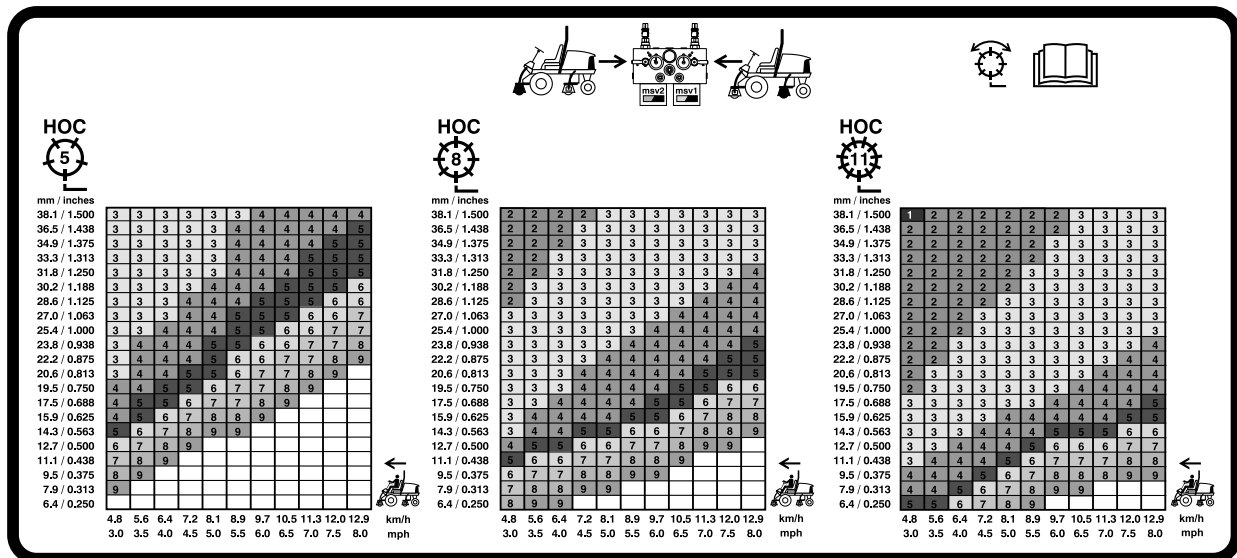 msv2 msv1
HOC
5
mm / inches
38.1 / 1.500 3 3 3 3 3 3 4 4 4 4 4
36.5 / 1.438 3 3 3 3 3 4 4 4 4 4 5
34.9 / 1.375 3 3 3 3 3 4 4 4 4 5 5
33.3 / 1.313 3 3 3 3 3 4 4 4 5 5 5
31.8 / 1.250 3 3 3 3 3 4 4 4 5 5 5
30.2 / 1.188 3 3 3 3 4 4 4 5 5 5 6
28.6 / 1.125 3 3 3 3 4 4 5 5 5 6 6
27.0 / 1.063 3 3 3 4 4 5 5 5 6 6 7
25.4 / 1.000 3 3 4 4 4 5 5 6 6 7 7
23.8 / 0.938 3 4 4 4 5 5 6 6 7 7 8
22.2 / 0.875 3 4 4 4 5 6 6 7 7 8 9
20.6 / 0.813 3 4 4 4 5 6 7 7 8 9
19.5 / 0.750 4 4 5 5 6 7 7 8 9
17.5 / 0.688 4 5 5 6 6 7 8 9
15.9 / 0.625 4 5 6 7 8 8 9
14.3 / 0.563 5 6 7 8 9 9
12.7 / 0.500 6 7 8 9
11.1 / 0.438 7 8 9
9.5 / 0.375 8 9
7.9 / 0.313 9
6.4 / 0.250
4.8 5.6 6.4 7.2 8.1 8.9 9.7 10.5 11.3 12.0 12.9 km/h
3.0 3.5 4.0 4.5 5.0 5.5 6.0 6.5 7.0 7.5 8.0 mph
HOC
8
mm / inches
38.1 / 1.500 2 2 2 2 3 3 3 3 3 3 3
36.5 / 1.438 2 2 2 3 3 3 3 3 3 3 3
34.9 / 1.375 2 2 2 3 3 3 3 3 3 3 3
33.3 / 1.313 2 2 3 3 3 3 3 3 3 3 3
31.8 / 1.250 2 2 3 3 3 3 3 3 3 3 4
30.2 / 1.188 2 3 3 3 3 3 3 3 3 4 4
28.6 / 1.125 2 3 3 3 3 3 3 3 4 4 4
27.0 / 1.063 3 3 3 3 3 3 3 4 4 4 4
25.4 / 1.000 3 3 3 3 3 3 4 4 4 4 4
23.8 / 0.938 3 3 3 3 3 4 4 4 4 4 5
22.2 / 0.875 3 3 3 3 4 4 4 4 4 5 5
20.6 / 0.813 3 3 3 4 4 4 4 4 5 5 5
19.5 / 0.750 3 3 3 4 4 4 4 5 5 6 6
17.5 / 0.688 3 3 4 4 4 4 5 5 6 6 7
15.9 / 0.625 3 4 4 4 4 5 5 6 7 8 8
14.3 / 0.563 3 4 4 5 5 6 6 7 8 8 9
12.7 / 0.500 4 5 5 6 6 6 7 8 9 9
11.1 / 0.438 5 6 6 7 7 8 8 9
9.5 / 0.375 6 7 7 8 8 9 9
7.9 / 0.313 7 8 8 9 9
6.4 / 0.250 8 9 9
4.8 5.6 6.4 7.2 8.1 8.9 9.7 10.5 11.3 12.0 12.9 km/h
3.0 3.5 4.0 4.5 5.0 5.5 6.0 6.5 7.0 7.5 8.0 mph
HOC
11
mm / inches
38.1 / 1.500 1 2 2 2 2 2 2 3 3 3 3
36.5 / 1.438 2 2 2 2 2 2 2 3 3 3 3
34.9 / 1.375 2 2 2 2 2 2 3 3 3 3 3
33.3 / 1.313 2 2 2 2 2 2 3 3 3 3 3
31.8 / 1.250 2 2 2 2 2 3 3 3 3 3 3
30.2 / 1.188 2 2 2 2 2 3 3 3 3 3 3
28.6 / 1.125 2 2 2 2 3 3 3 3 3 3 3
27.0 / 1.063 2 2 2 3 3 3 3 3 3 3 3
25.4 / 1.000 2 2 2 3 3 3 3 3 3 3 3
23.8 / 0.938 2 2 3 3 3 3 3 3 3 3 4
22.2 / 0.875 2 2 3 3 3 3 3 3 3 4 4
20.6 / 0.813 2 3 3 3 3 3 3 3 4 4 4
19.5 / 0.750 2 3 3 3 3 3 3 4 4 4 4
17.5 / 0.688 3 3 3 3 3 3 4 4 4 4 5
15.9 / 0.625 3 3 3 3 4 4 4 4 4 5 5
14.3 / 0.563 3 3 3 4 4 4 5 5 5 6 6
12.7 / 0.500 3 3 4 4 4 5 6 6 6 7 7
11.1 / 0.438 3 4 4 4 5 6 7 7 8 8 8
9.5 / 0.375 4 4 4 5 6 7 8 8 8 9 9
7.9 / 0.313 4 4 5 6 7 8 9 9
6.4 / 0.250 5 5 6 7 8 9
4.8 5.6 6.4 7.2 8.1 8.9 9.7 10.5 11.3 12.0 12.9 km/h
3.0 3.5 4.0 4.5 5.0 5.5 6.0 6.5 7.0 7.5 8.0 mph